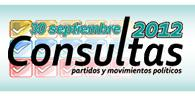 30 septiembre 2012
Consultas
partidos y movimientos políticos